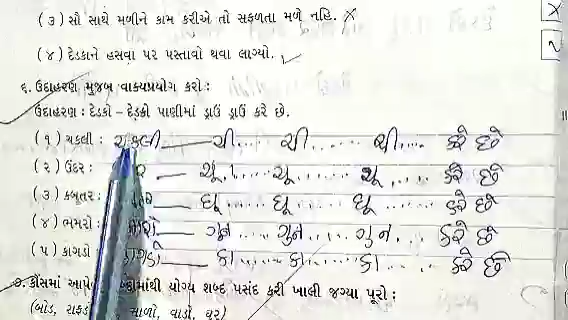 (૩) સૌ સાથે મળીને કામ કરીએ તો સફળતા મળે નહિ. X
(૪) દેડકાને હસવા પર પસ્તાવો થવા લાગ્યો. ✓
૬. ઉદાહરણ મુજબ વાક્યપ્રયોગ કરો :
ઉદાહરણ : દેડકો – દેડકો પાણીમાં ડ્રાઉં ડ્રાઉં કરે છે.
(૧) ચકલી : ચકલી ચી..... ચી..... ચી..... કરે છે
(૨) ઉંદર : ચૂ..... ચૂ..... ચૂ..... કરે છે
(૩) કબૂતર : ઘૂ..... ઘૂ..... ઘૂ..... કરે છે
(૪) ભમરો : ગુન..... ગુન..... ગુન... કરે છે
(૫) કાગડો કા..... કા..... કા..... કરે છે
૭. કૌંસમાં યોગ્ય શબ્દ પસંદ કરી ખાલી જગ્યા પૂરો :
(બોડ, રાફડો, માળો, વાડો, ઘર)